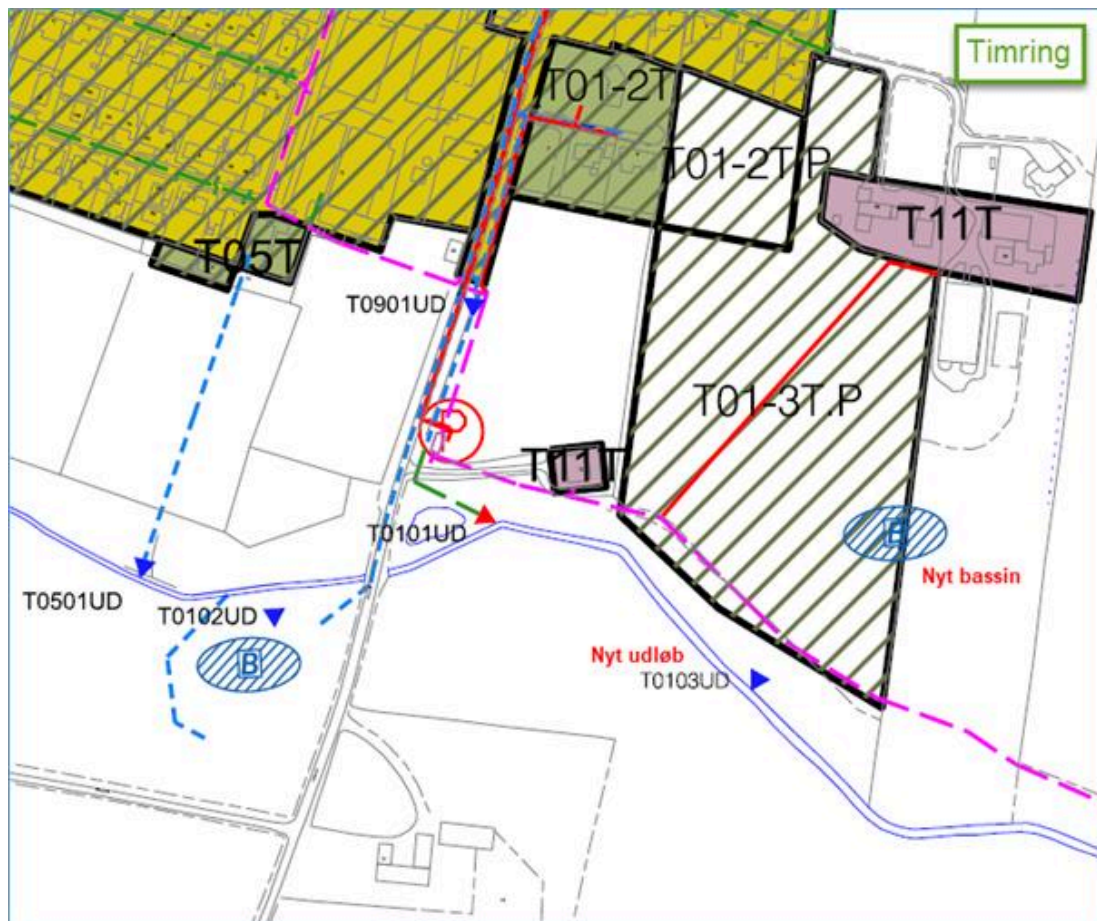 Timring
T01-2T
T01-2T.P
T11T
T05T
T0901UD
T01-3T.P
T11T
T0101UD
Nyt bassin
T0501UD
T0102UD
B
Nyt udløb
T0103UD